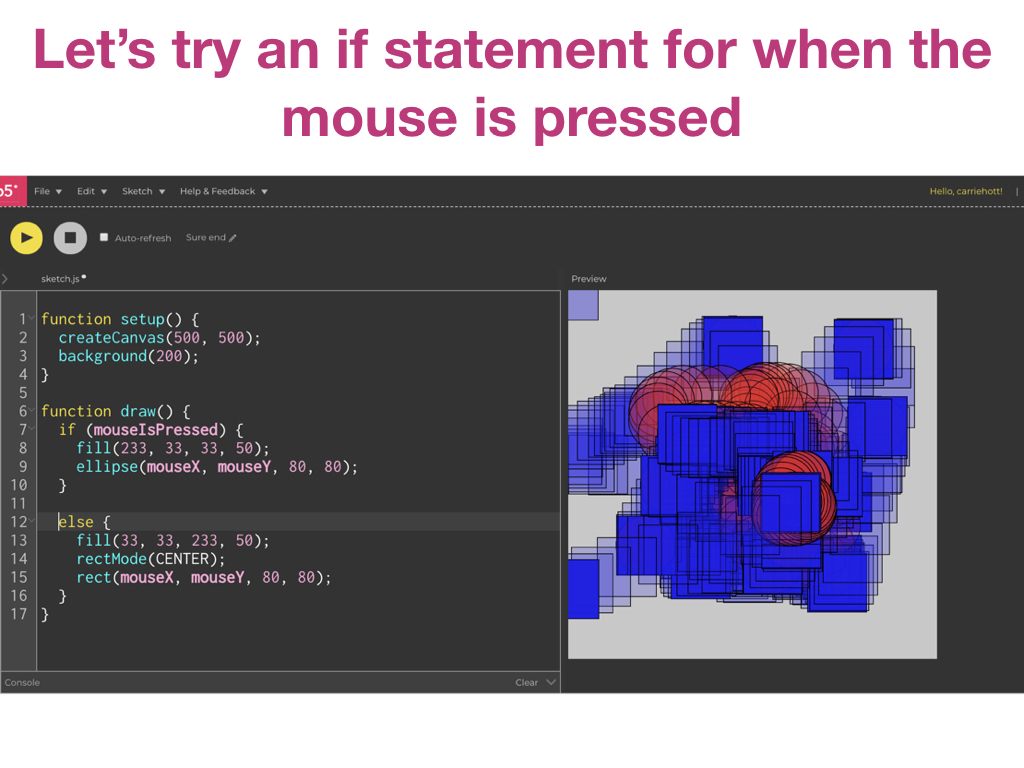 Let’s try an if statement for when the
mouse is pressed
p5*
File ▼ Edit ▼ Sketch ▼ Help & Feedback ▼ Hello, carriehott! |
Auto-refresh Sure end
sketch.js
Preview
1 function setup() {
2   createCanvas(500, 500);
3   background(200);
4 }
5
6 function draw() {
7   if (mouseIsPressed) {
8     fill(233, 33, 33, 50);
9     ellipse(mouseX, mouseY, 80, 80);
10   }
11
12   else {
13     fill(33, 33, 233, 50);
14     rectMode(CENTER);
15     rect(mouseX, mouseY, 80, 80);
16   }
17 }
Console Clear